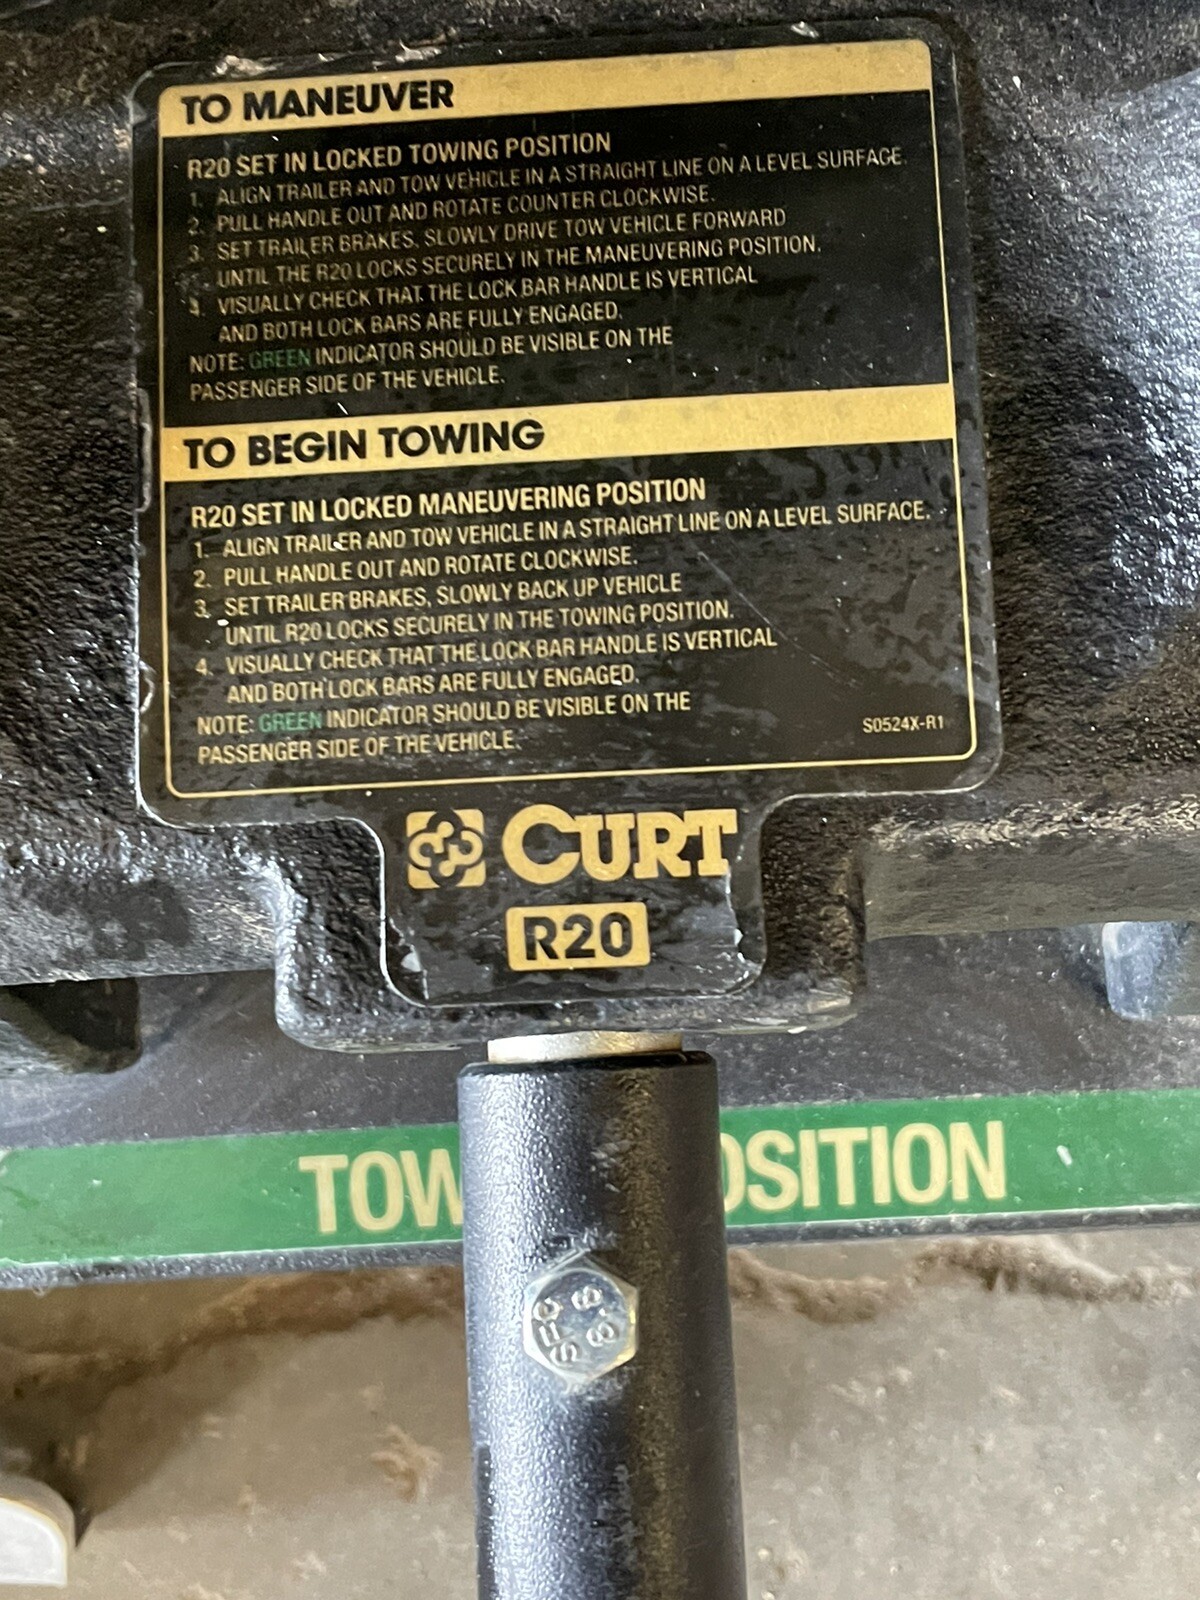 TO MANEUVER
R20 SET IN LOCKED TOWING POSITION
1. ALIGN TRAILER AND TOW VEHICLE IN A STRAIGHT LINE ON A LEVEL SURFACE.
2. PULL HANDLE OUT AND ROTATE COUNTER CLOCKWISE.
3. SET TRAILER BRAKES, SLOWLY DRIVE TOW VEHICLE FORWARD
UNTIL THE R20 LOCKS SECURELY IN THE MANEUVERING POSITION.
4. VISUALLY CHECK THAT THE LOCK BAR HANDLE IS VERTICAL
AND BOTH LOCK BARS ARE FULLY ENGAGED.
NOTE: GREEN INDICATOR SHOULD BE VISIBLE ON THE
PASSENGER SIDE OF THE VEHICLE.
TO BEGIN TOWING
R20 SET IN LOCKED MANEUVERING POSITION
1. ALIGN TRAILER AND TOW VEHICLE IN A STRAIGHT LINE ON A LEVEL SURFACE.
2. PULL HANDLE OUT AND ROTATE CLOCKWISE.
3. SET TRAILER BRAKES, SLOWLY BACK UP VEHICLE
UNTIL R20 LOCKS SECURELY IN THE TOWING POSITION.
4. VISUALLY CHECK THAT THE LOCK BAR HANDLE IS VERTICAL
AND BOTH LOCK BARS ARE FULLY ENGAGED.
NOTE: GREEN INDICATOR SHOULD BE VISIBLE ON THE
PASSENGER SIDE OF THE VEHICLE.
S0524X-R1
CURT
R20
TOW OSITION
8.8